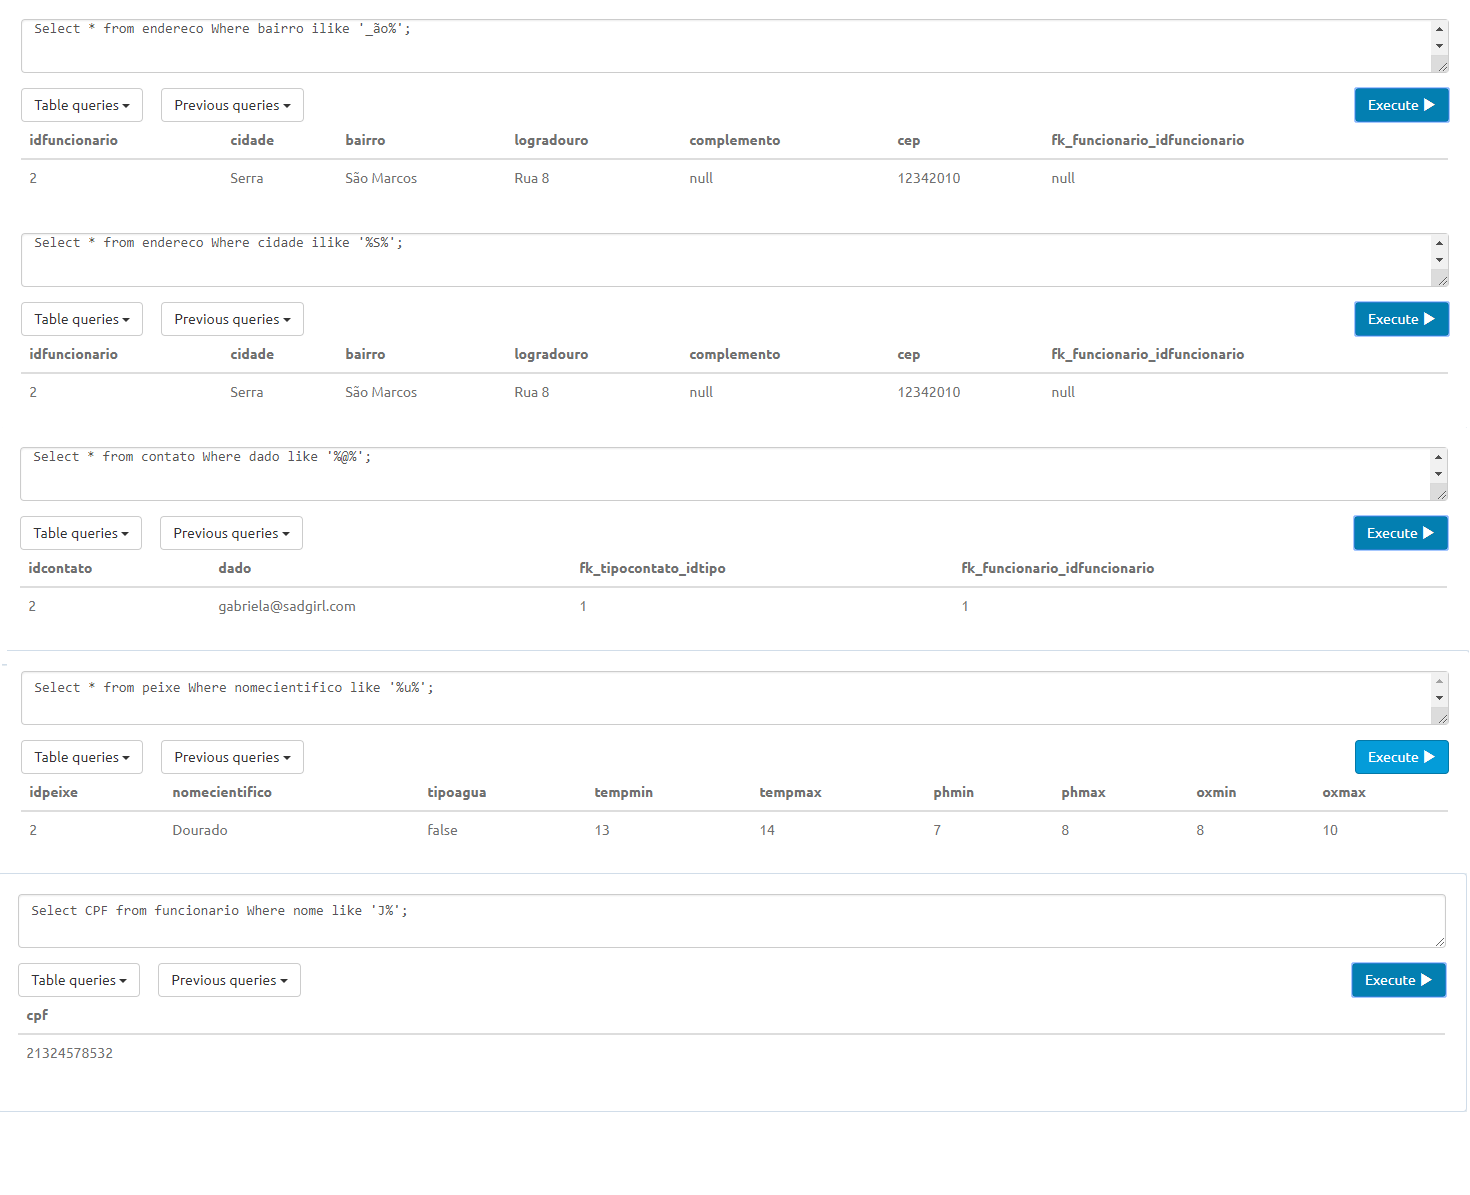 Select * from endereco Where bairro ilike '_ão%';
Table queries Previous queries Execute
idfuncionario cidade bairro logradouro complemento cep fk_funcionario_idfuncionario
2 Serra São Marcos Rua 8 null 12342010 null
Select * from endereco Where cidade ilike '%S%';
Table queries Previous queries Execute
idfuncionario cidade bairro logradouro complemento cep fk_funcionario_idfuncionario
2 Serra São Marcos Rua 8 null 12342010 null
Select * from contato Where dado like '%@%';
Table queries Previous queries Execute
idcontato dado fk_tipocontato_idtipo fk_funcionario_idfuncionario
2 gabriela@sadgirl.com 1 1
Select * from peixe Where nomecientifico like '%u%';
Table queries Previous queries Execute
idpeixe nomecientifico tipoagua tempmin tempmax phmin phmax oxmin oxmax
2 Dourado false 13 14 7 8 8 10
Select CPF from funcionario Where nome like 'J%';
Table queries Previous queries Execute
cpf
21324578532